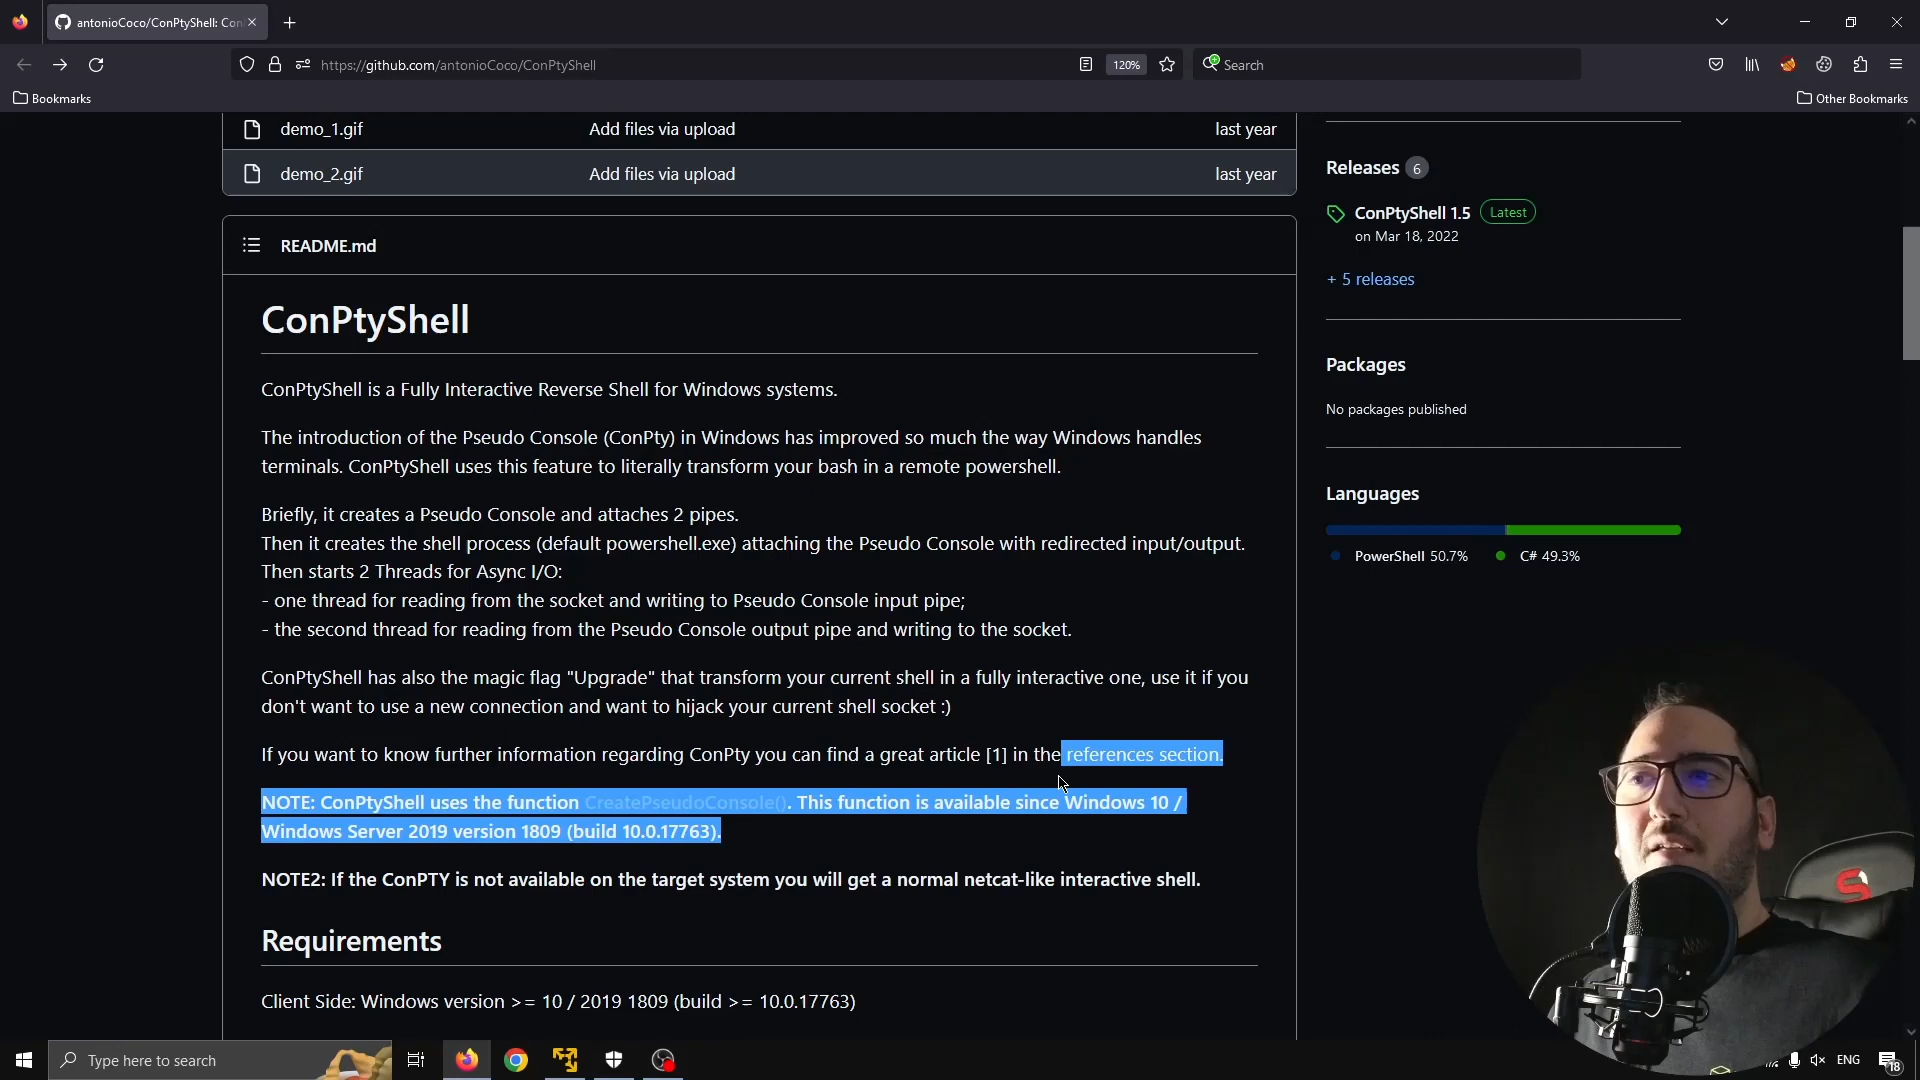 antonioCoco/ConPtyShell: Con
https://github.com/antonioCoco/ConPtyShell
120%
Search
Bookmarks
Other Bookmarks
demo_1.gif Add files via upload last year
demo_2.gif Add files via upload last year
README.md
ConPtyShell
ConPtyShell is a Fully Interactive Reverse Shell for Windows systems.
The introduction of the Pseudo Console (ConPty) in Windows has improved so much the way Windows handles
terminals. ConPtyShell uses this feature to literally transform your bash in a remote powershell.
Briefly, it creates a Pseudo Console and attaches 2 pipes.
Then it creates the shell process (default powershell.exe) attaching the Pseudo Console with redirected input/output.
Then starts 2 Threads for Async I/O:
- one thread for reading from the socket and writing to Pseudo Console input pipe;
- the second thread for reading from the Pseudo Console output pipe and writing to the socket.
ConPtyShell has also the magic flag "Upgrade" that transform your current shell in a fully interactive one, use it if you
don't want to use a new connection and want to hijack your current shell socket :)
If you want to know further information regarding ConPty you can find a great article [1] in the references section.
NOTE: ConPtyShell uses the function CreatePseudoConsole(). This function is available since Windows 10 /
Windows Server 2019 version 1809 (build 10.0.17763).
NOTE2: If the ConPTY is not available on the target system you will get a normal netcat-like interactive shell.
Requirements
Client Side: Windows version >= 10 / 2019 1809 (build >= 10.0.17763)
Releases 6
ConPtyShell 1.5 Latest
on Mar 18, 2022
+ 5 releases
Packages
No packages published
Languages
PowerShell 50.7% C# 49.3%
Type here to search
ENG
18